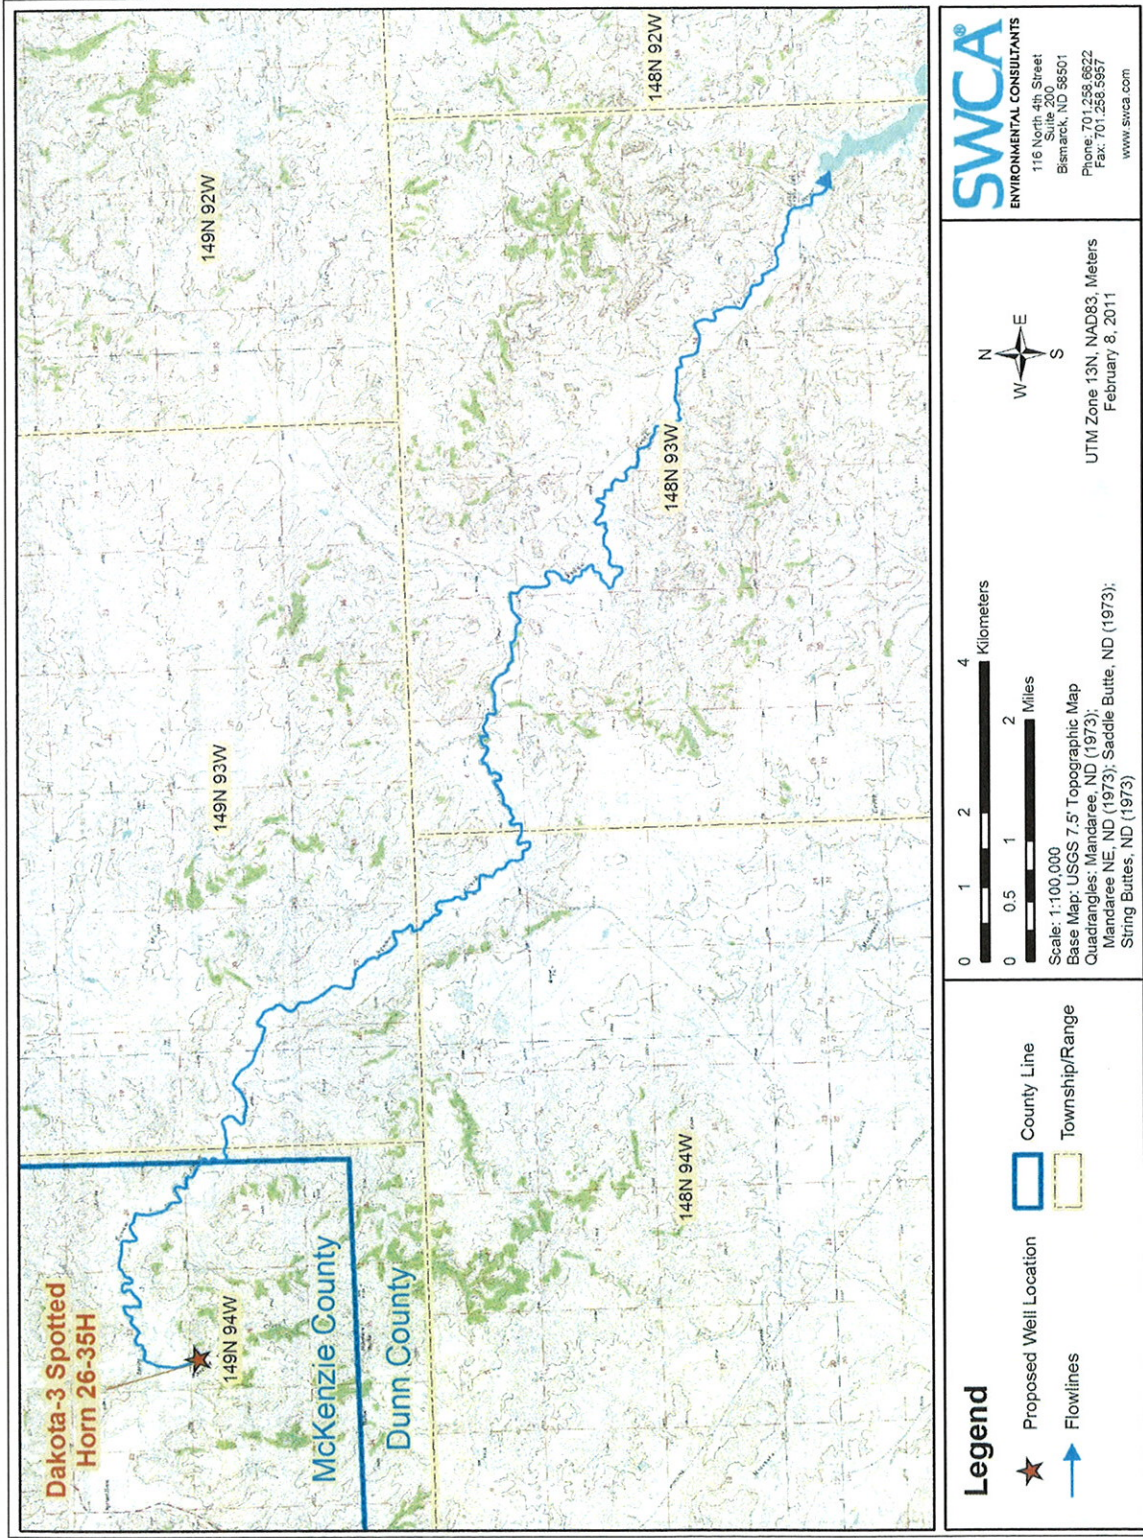 Dakota-3 Spotted
Horn 26-35H
149N 94W
149N 93W
149N 92W
McKenzie County
Dunn County
148N 94W
148N 93W
148N 92W
Legend
Proposed Well Location
Flowlines
County Line
Township/Range
0 1 2 4
Kilometers
0 0.5 1 2
Miles
Scale: 1:100,000
Base Map: USGS 7.5' Topographic Map
Quadrangles: Mandaree, ND (1973);
Mandaree NE, ND (1973); Saddle Butte, ND (1973);
String Buttes, ND (1973)
N
W E
S
UTM Zone 13N, NAD83, Meters
February 8, 2011
SWCA®
ENVIRONMENTAL CONSULTANTS
116 North 4th Street
Suite 200
Bismarck, ND 58501
Phone: 701.258.6622
Fax: 701.258.5957
www.swca.com